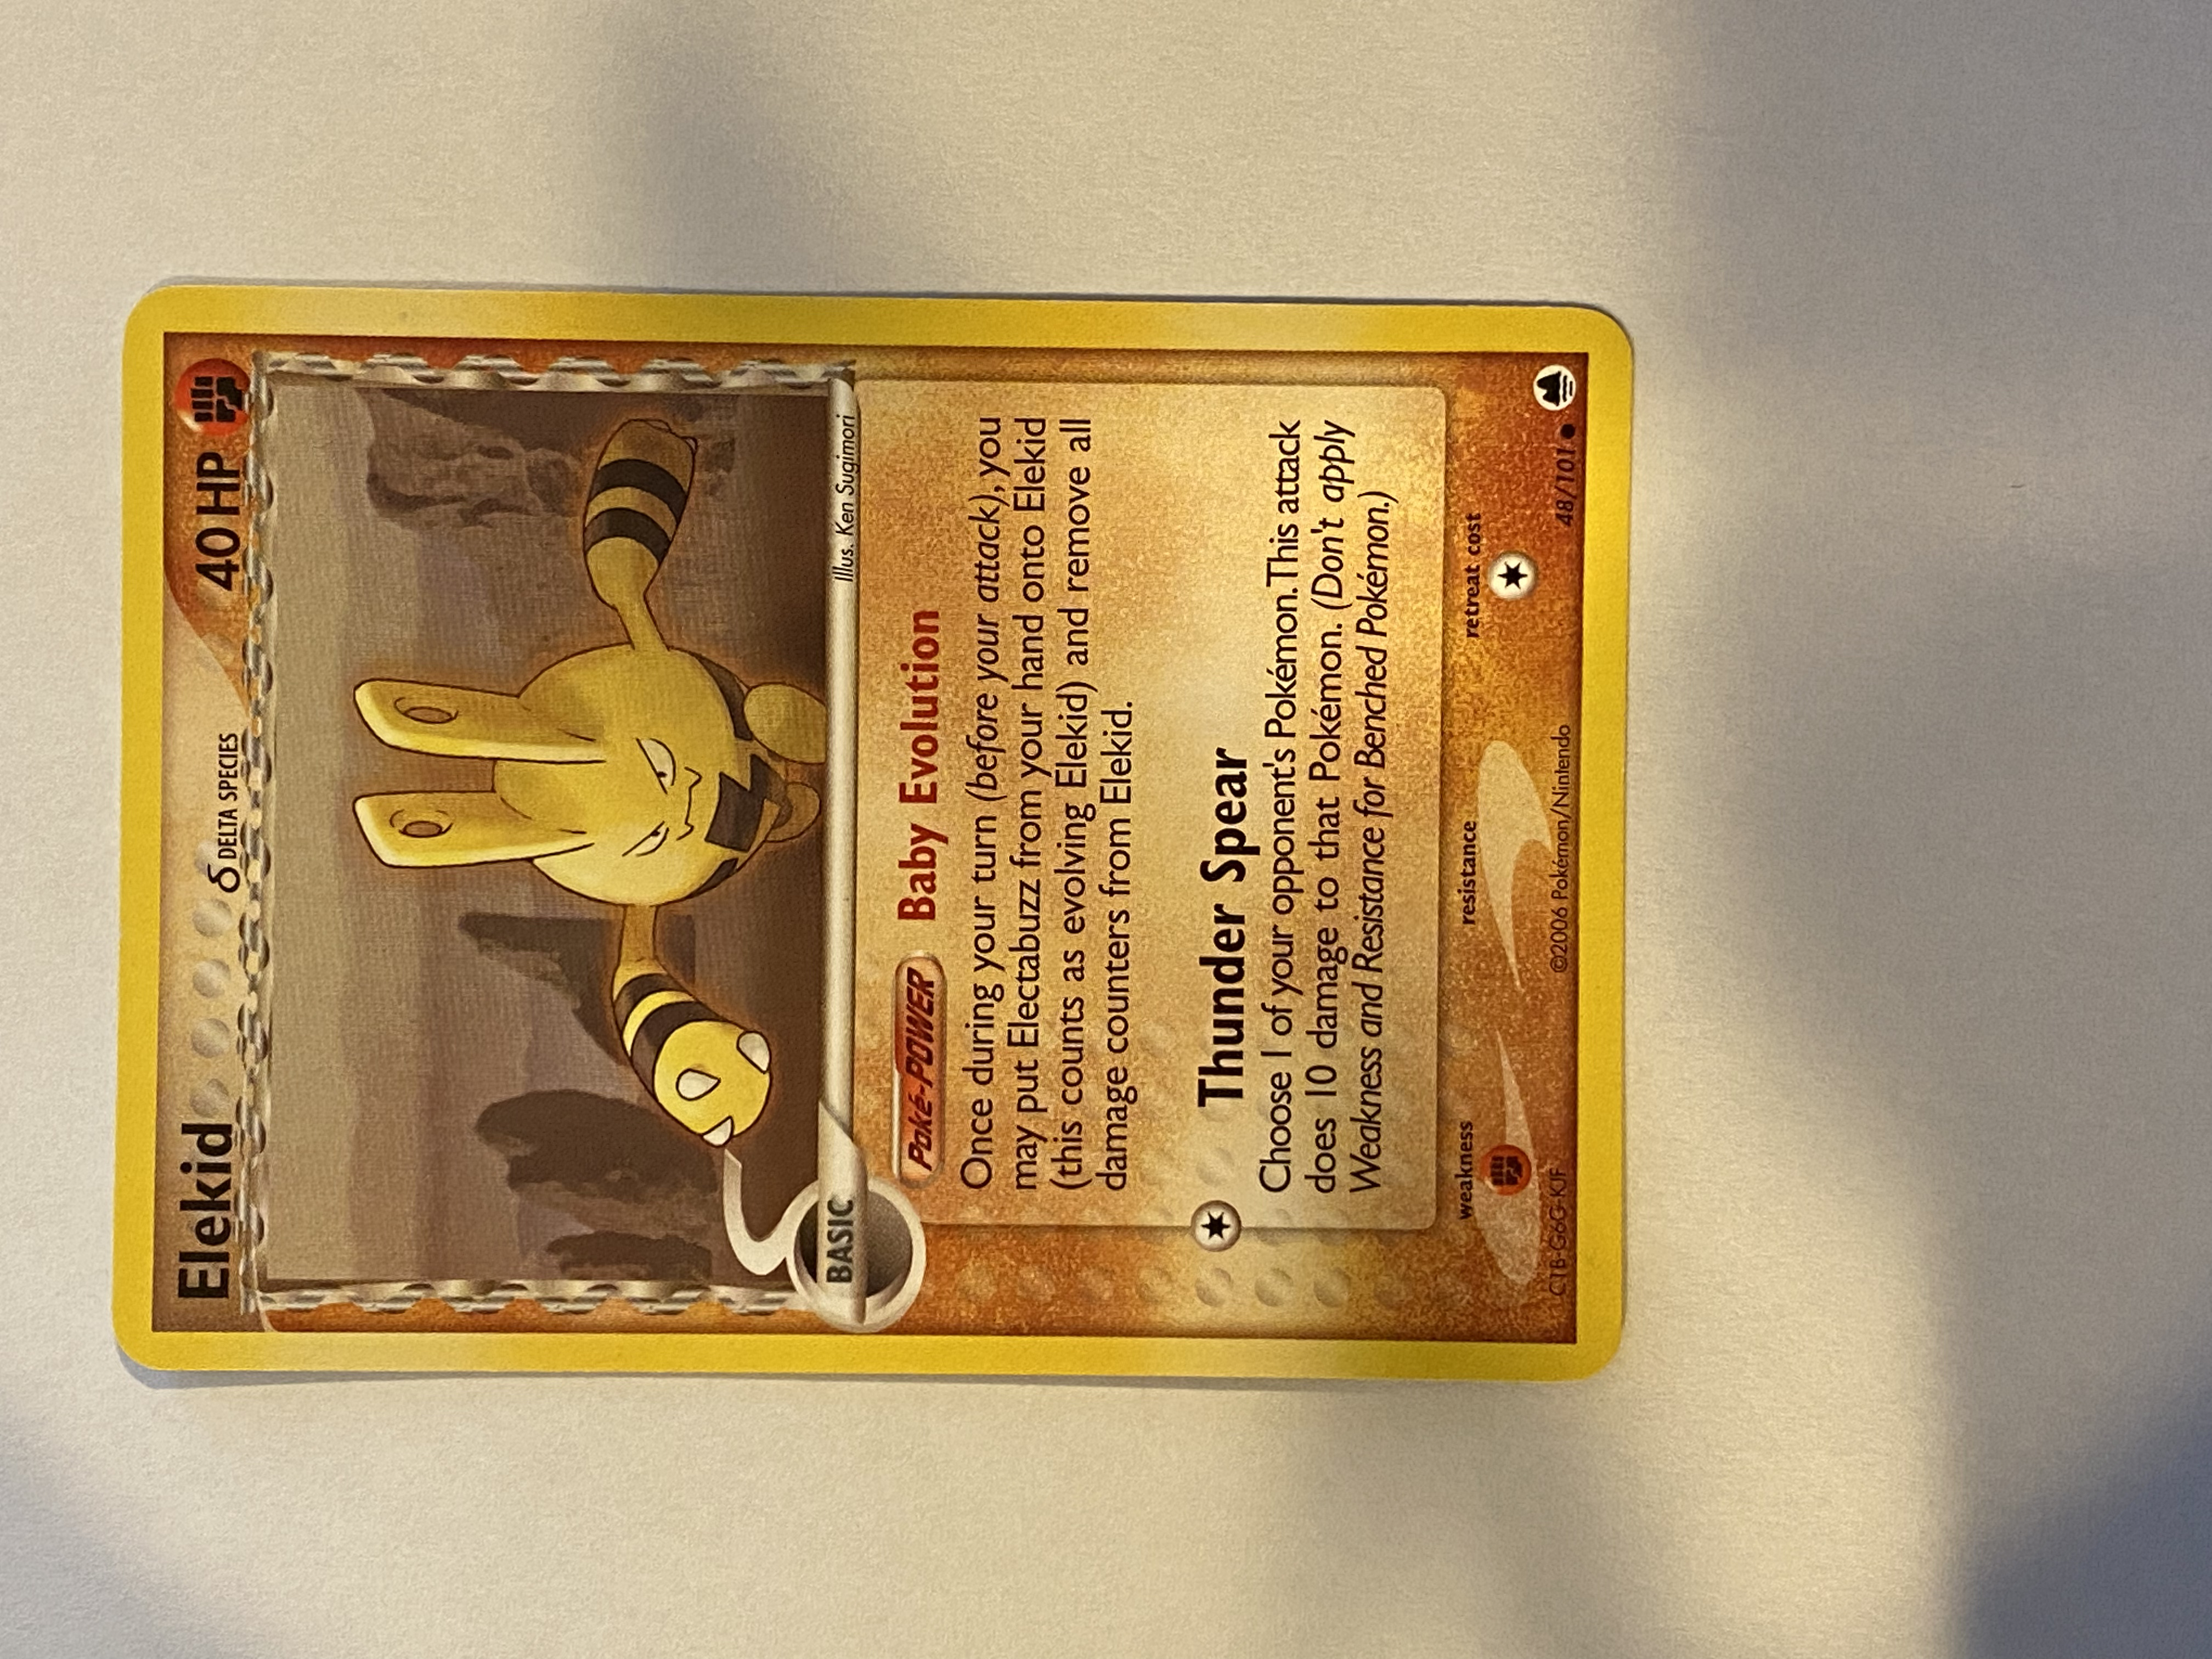 Elekid δ DELTA SPECIES 40 HP
BASIC
Illus. Ken Sugimori
Poké-POWER Baby Evolution
Once during your turn (before your attack), you
may put Electabuzz from your hand onto Elekid
(this counts as evolving Elekid) and remove all
damage counters from Elekid.
Thunder Spear
Choose 1 of your opponent's Pokémon. This attack
does 10 damage to that Pokémon. (Don't apply
Weakness and Resistance for Benched Pokémon.)
weakness resistance retreat cost
CTB-G6G-KJF ©2006 Pokémon/Nintendo 48/101